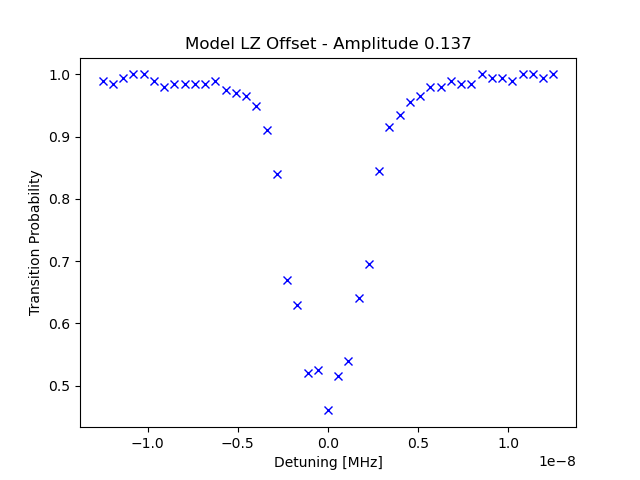 Model LZ Offset - Amplitude 0.137
1.0
0.9
0.8
0.7
0.6
0.5
Transition Probability
−1.0 −0.5 0.0 0.5 1.0
1e−8
Detuning [MHz]